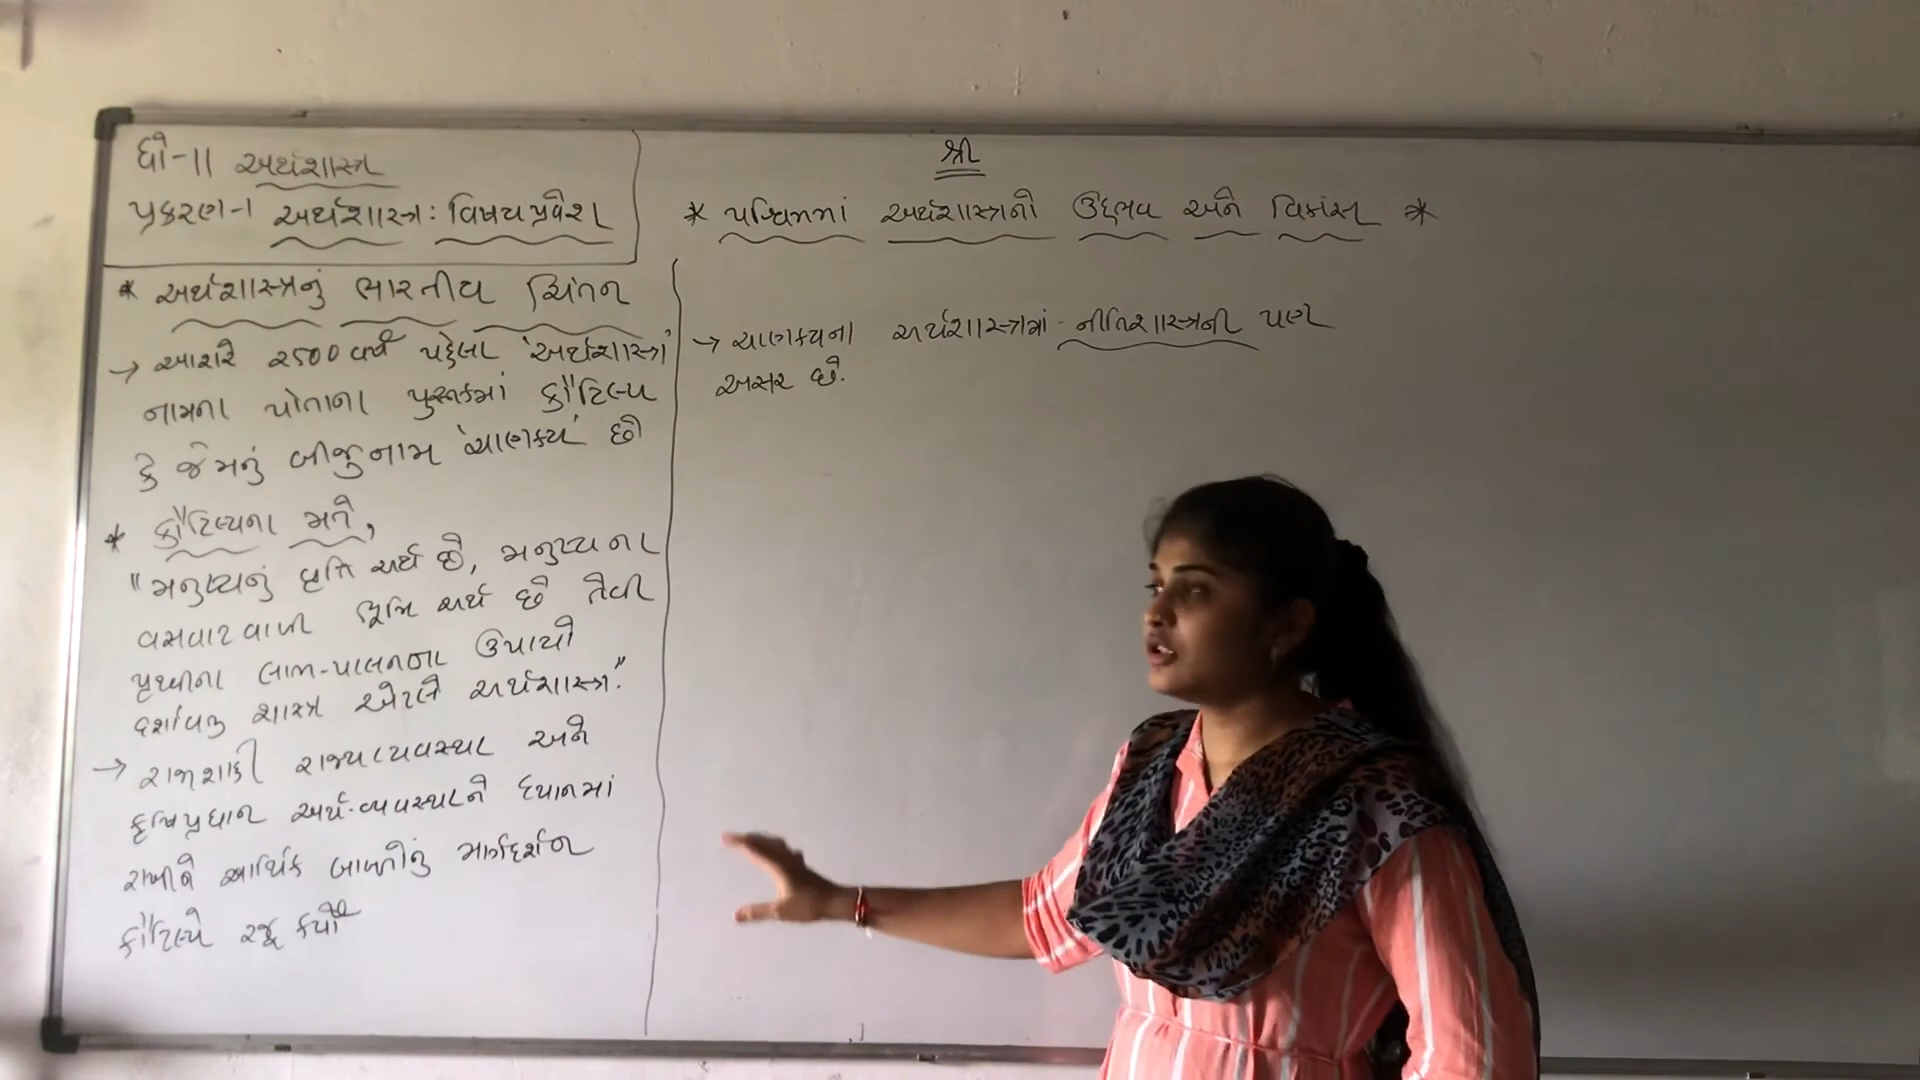 ધો-11 અર્થશાસ્ત્ર
પ્રકરણ-1 અર્થશાસ્ત્ર: વિષયપ્રવેશ
* અર્થશાસ્ત્રનું ભારતીય ચિંતન
→ આશરે 2500 વર્ષ પહેલા 'અર્થશાસ્ત્ર'
નામના પોતાના પુસ્તકમાં કૌટિલ્ય
કે જેમનું બીજુ નામ 'ચાણક્ય' છે
* કૌટિલ્યના મતે,
"મનુષ્યનું વૃત્તિ અર્થ છે, મનુષ્યના
વસવાટવાળી ભૂમિ અર્થ છે તેવી
પૃથ્વીના લાભ-પાલનના ઉપાયો
દર્શાવતુ શાસ્ત્ર એટલે અર્થશાસ્ત્ર."
→ રાજાશાહી રાજ્યવ્યવસ્થા અને
કૃષિપ્રધાન અર્થ-વ્યવસ્થાને ધ્યાનમાં
રાખીને આર્થિક બાબતોનું માર્ગદર્શન
કૌટિલ્યે રજૂ કર્યો
શ્રી
* પશ્ચિમમાં અર્થશાસ્ત્રનો ઉદ્દભવ અને વિકાસ *
→ ચાણક્યના અર્થશાસ્ત્રમાં નીતિશાસ્ત્રની પણ
અસર છે.